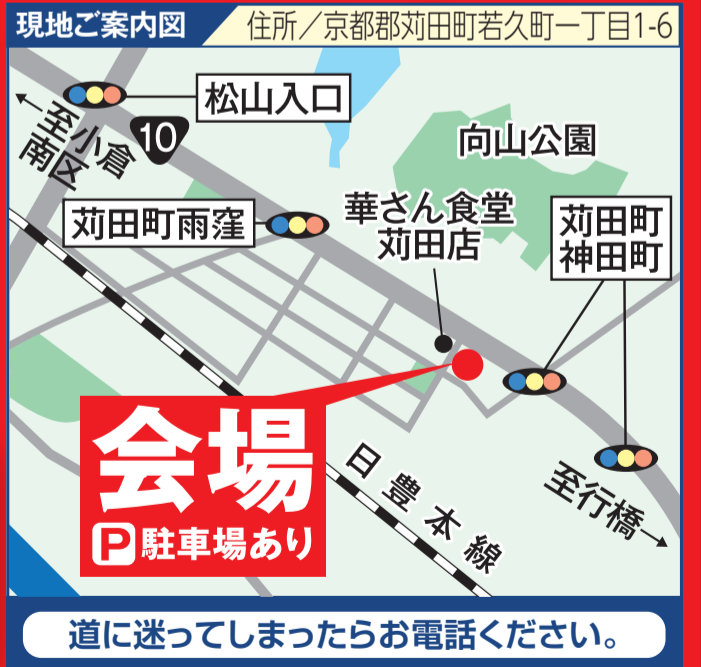 現地ご案内図
住所／京都郡苅田町若久町一丁目1-6
松山入口
←至小倉
南区
10
向山公園
苅田町雨窪
華さん食堂
苅田店
苅田町
神田町
会場
P駐車場あり
日豊本線
至行橋→
道に迷ってしまったらお電話ください。